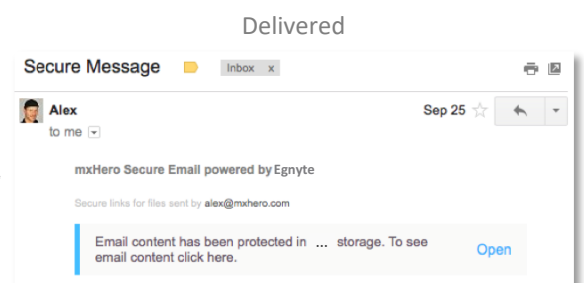 Delivered
Secure Message Inbox x
Alex Sep 25
to me
mxHero Secure Email powered by Egnyte
Secure links for files sent by alex@mxhero.com
Email content has been protected in ... storage. To see
email content click here.
Open